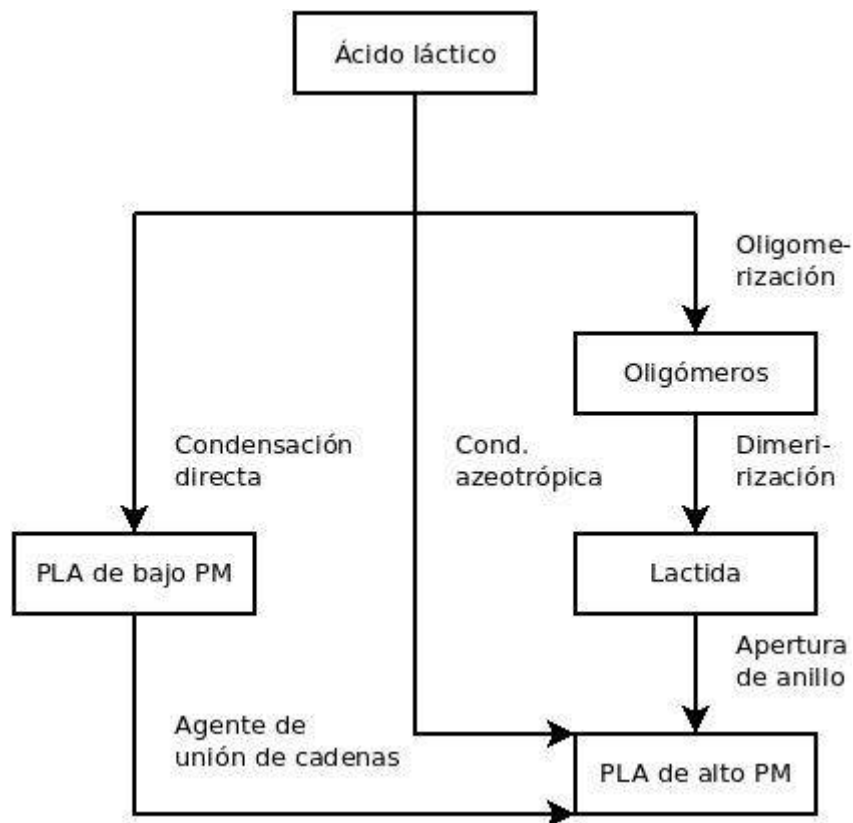 Ácido láctico
Oligome-
rización
Oligómeros
Condensación
directa
Cond.
azeotrópica
Dimeri-
rización
PLA de bajo PM
Lactida
Apertura
de anillo
Agente de
unión de cadenas
PLA de alto PM